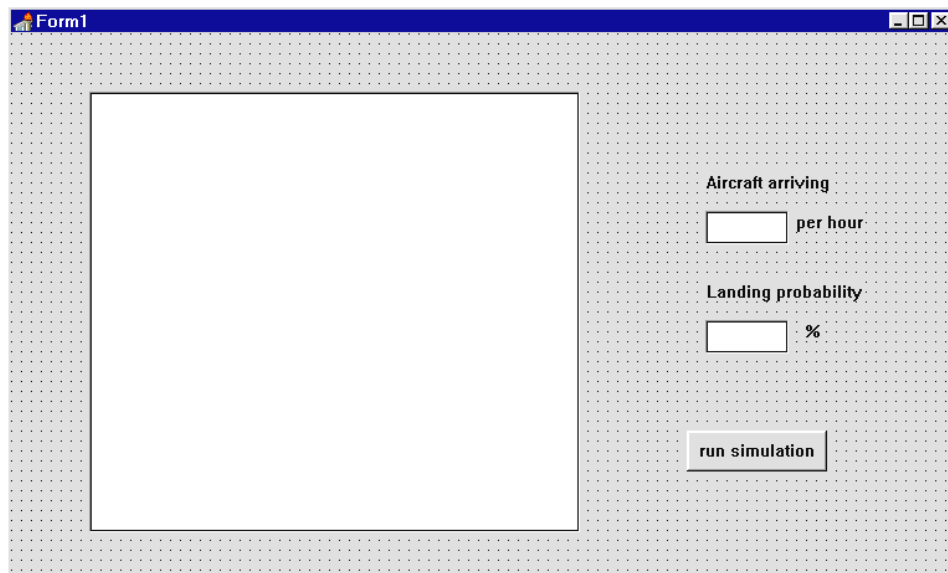 Form1
Aircraft arriving
per hour
Landing probability
%
run simulation